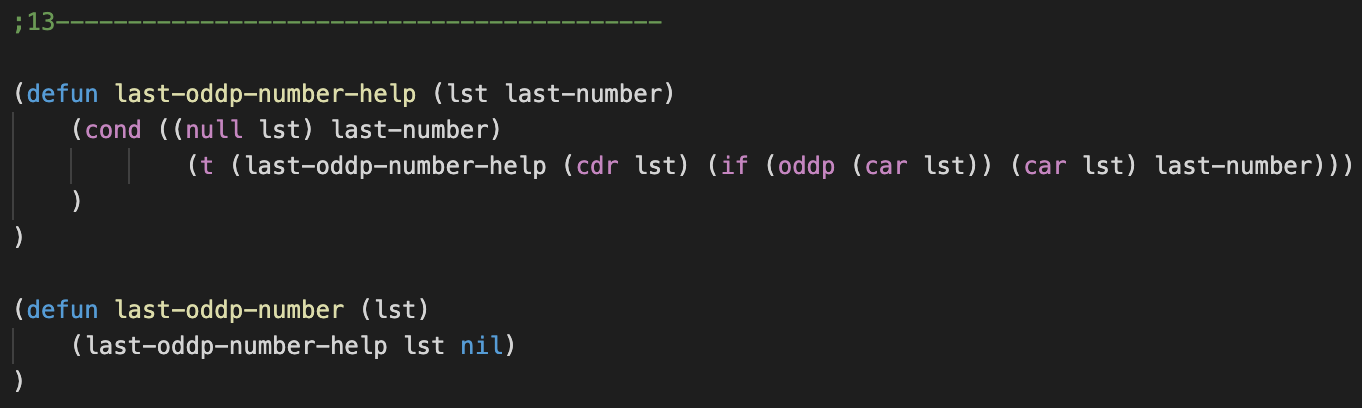 ;13------------------------------------------
(defun last-oddp-number-help (lst last-number)
    (cond ((null lst) last-number)
            (t (last-oddp-number-help (cdr lst) (if (oddp (car lst)) (car lst) last-number)))
    )
)
(defun last-oddp-number (lst)
    (last-oddp-number-help lst nil)
)